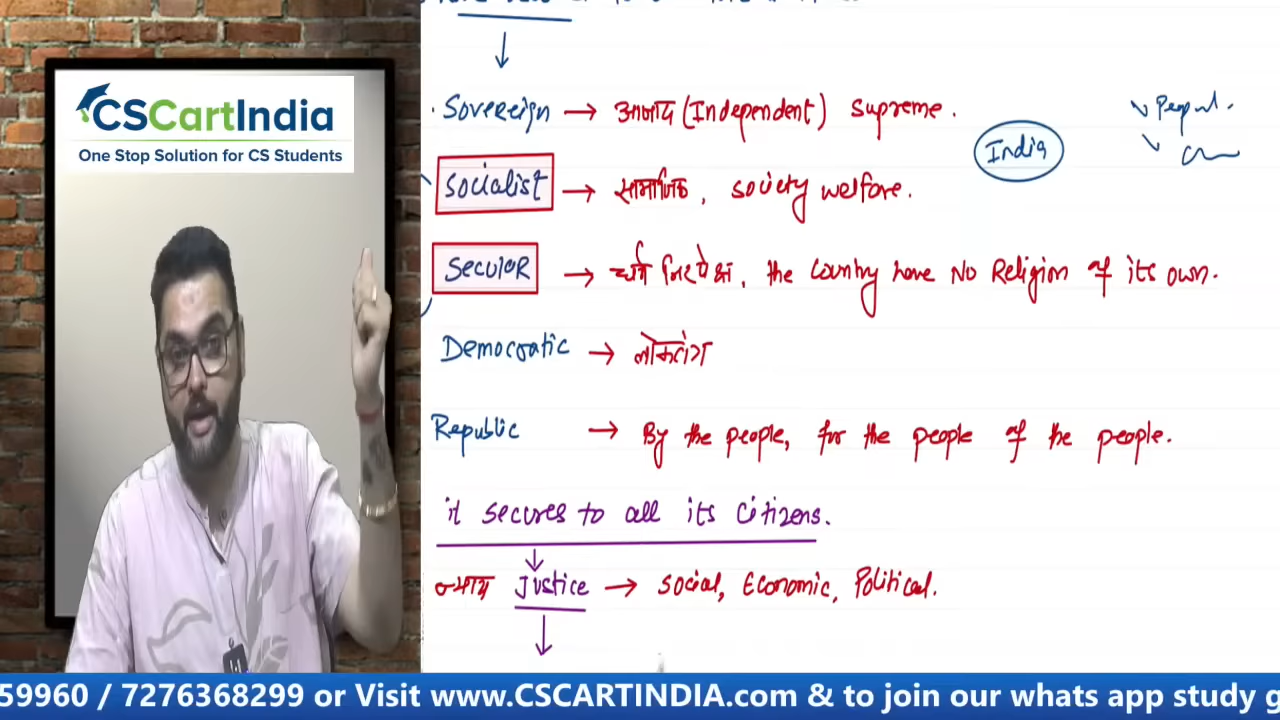 CSCartIndia
One Stop Solution for CS Students
Sovereign → (Independent) Supreme.
India
Socialist → सामाजिक, society welfare.
Secular → धर्म निरपेक्ष, the Country have No Religion of its own.
Democratic → लोकतंत्र
Republic → By the people, for the people of the people.
it secures to all its Citizens.
न्याय Justice → Social, Economic, Political.
59960 / 7276368299 or Visit www.CSCARTINDIA.com & to join our whats app study g